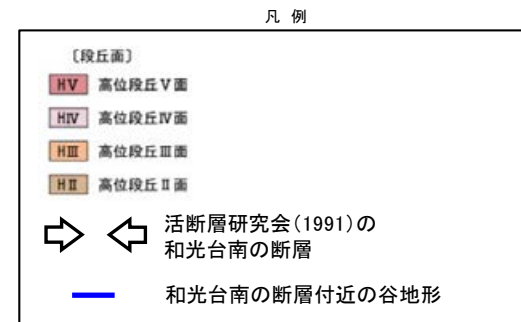 凡 例
〔段丘面〕
HⅤ 高位段丘Ⅴ面
HⅣ 高位段丘Ⅳ面
HⅢ 高位段丘Ⅲ面
HⅡ 高位段丘Ⅱ面
活断層研究会(1991)の
和光台南の断層
和光台南の断層付近の谷地形